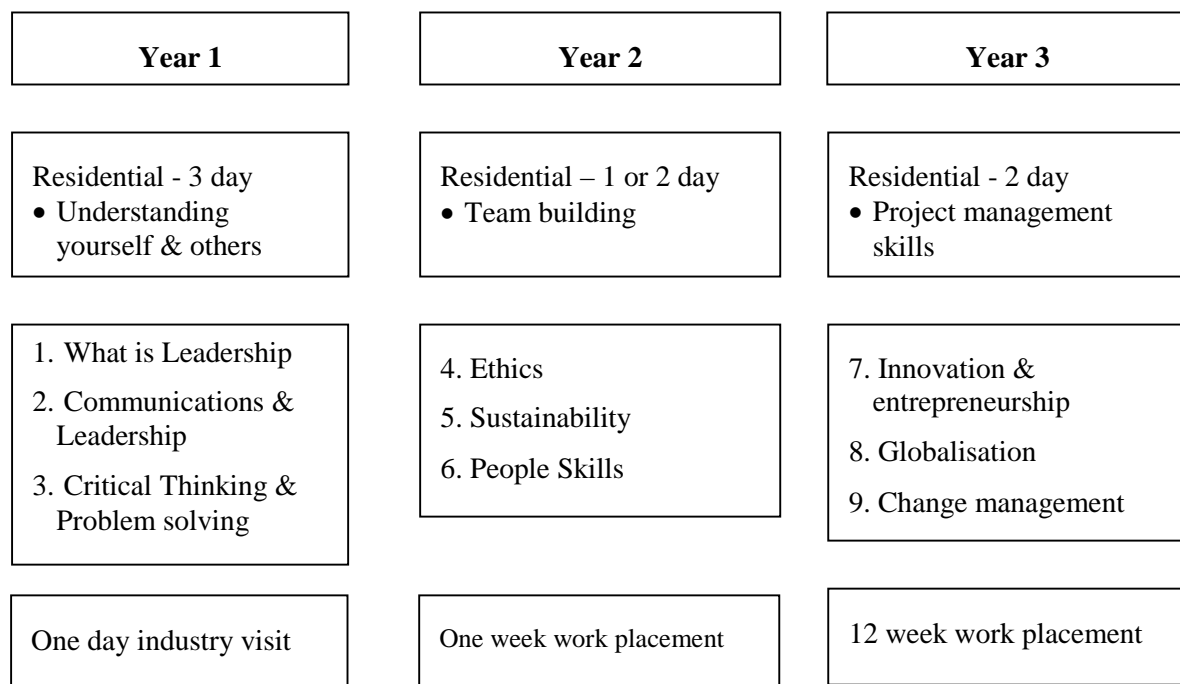 Year 1
Year 2
Year 3
Residential - 3 day
• Understanding
yourself & others
Residential – 1 or 2 day
• Team building
Residential - 2 day
• Project management
skills
1. What is Leadership
2. Communications &
Leadership
3. Critical Thinking &
Problem solving
4. Ethics
5. Sustainability
6. People Skills
7. Innovation &
entrepreneurship
8. Globalisation
9. Change management
One day industry visit
One week work placement
12 week work placement